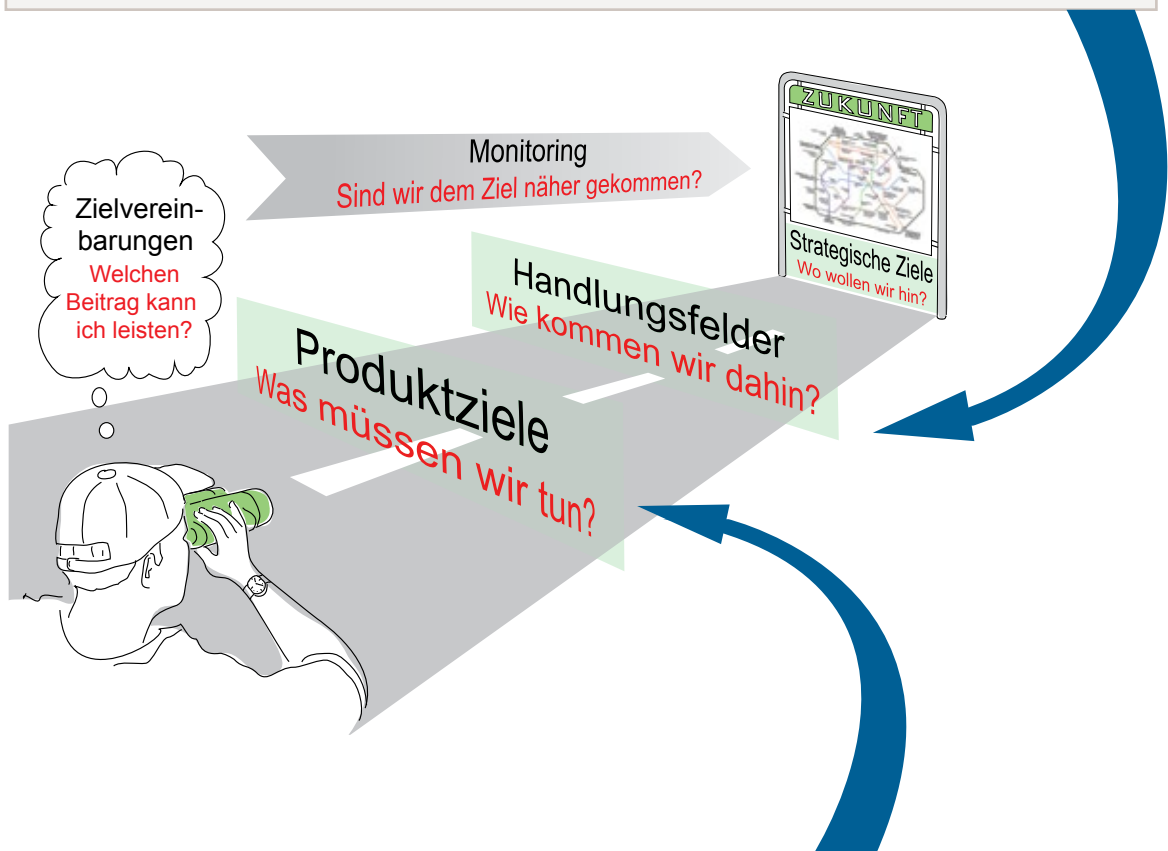 ZUKUNFT
Monitoring
Sind wir dem Ziel näher gekommen?
Zielverein-
barungen
Welchen
Beitrag kann
ich leisten?
Strategische Ziele
Wo wollen wir hin?
Handlungsfelder
Wie kommen wir dahin?
Produktziele
Was müssen wir tun?